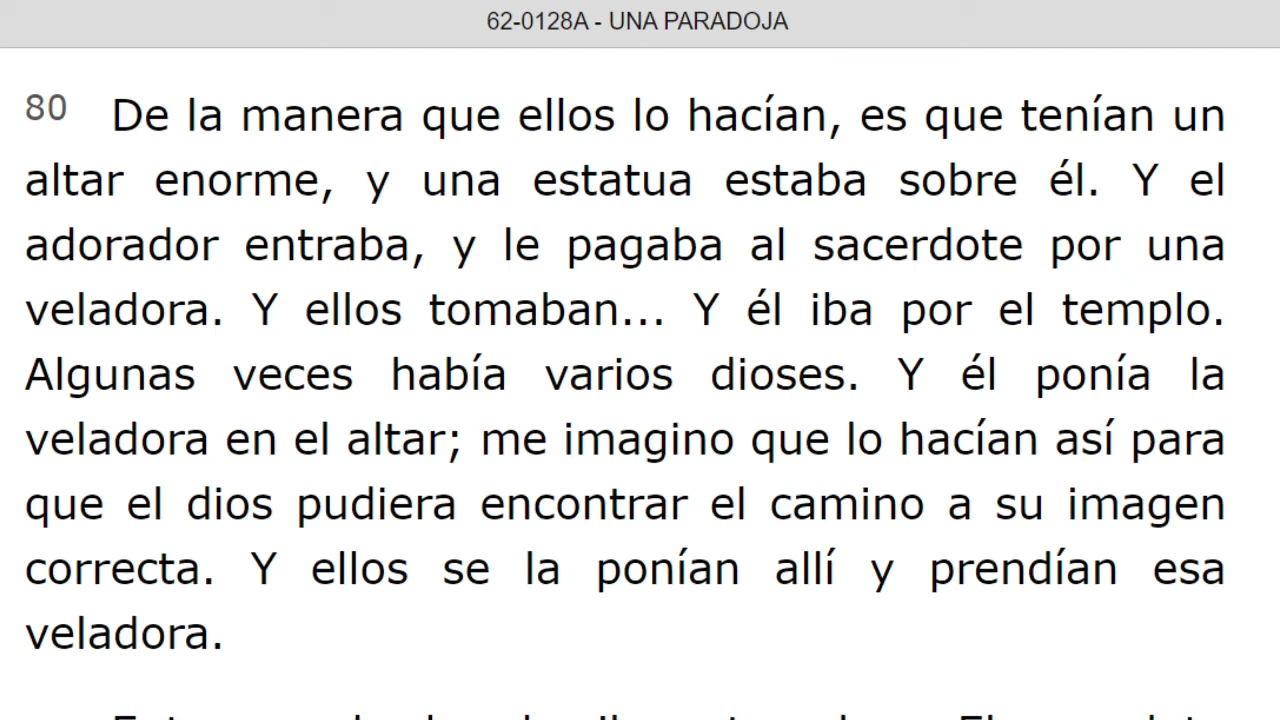 62-0128A - UNA PARADOJA
80 De la manera que ellos lo hacían, es que tenían un
altar enorme, y una estatua estaba sobre él. Y el
adorador entraba, y le pagaba al sacerdote por una
veladora. Y ellos tomaban... Y él iba por el templo.
Algunas veces había varios dioses. Y él ponía la
veladora en el altar; me imagino que lo hacían así para
que el dios pudiera encontrar el camino a su imagen
correcta. Y ellos se la ponían allí y prendían esa
veladora.